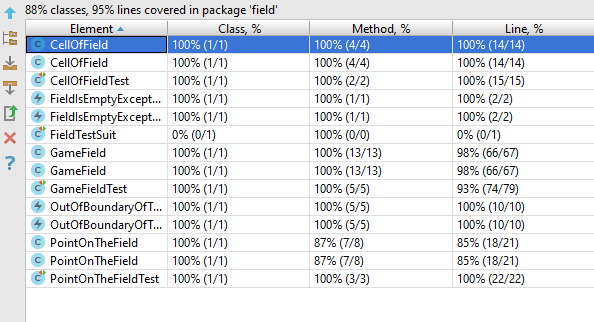 88% classes, 95% lines covered in package 'field'
Element Class, % Method, % Line, %
CellOfField 100% (1/1) 100% (4/4) 100% (14/14)
CellOfField 100% (1/1) 100% (4/4) 100% (14/14)
CellOfFieldTest 100% (1/1) 100% (2/2) 100% (15/15)
FieldIsEmptyExcept... 100% (1/1) 100% (1/1) 100% (2/2)
FieldIsEmptyExcept... 100% (1/1) 100% (1/1) 100% (2/2)
FieldTestSuit 0% (0/1) 100% (0/0) 0% (0/1)
GameField 100% (1/1) 100% (13/13) 98% (66/67)
GameField 100% (1/1) 100% (13/13) 98% (66/67)
GameFieldTest 100% (1/1) 100% (5/5) 93% (74/79)
OutOfBoundaryOfT... 100% (1/1) 100% (5/5) 100% (10/10)
OutOfBoundaryOfT... 100% (1/1) 100% (5/5) 100% (10/10)
PointOnTheField 100% (1/1) 87% (7/8) 85% (18/21)
PointOnTheField 100% (1/1) 87% (7/8) 85% (18/21)
PointOnTheFieldTest 100% (1/1) 100% (3/3) 100% (22/22)